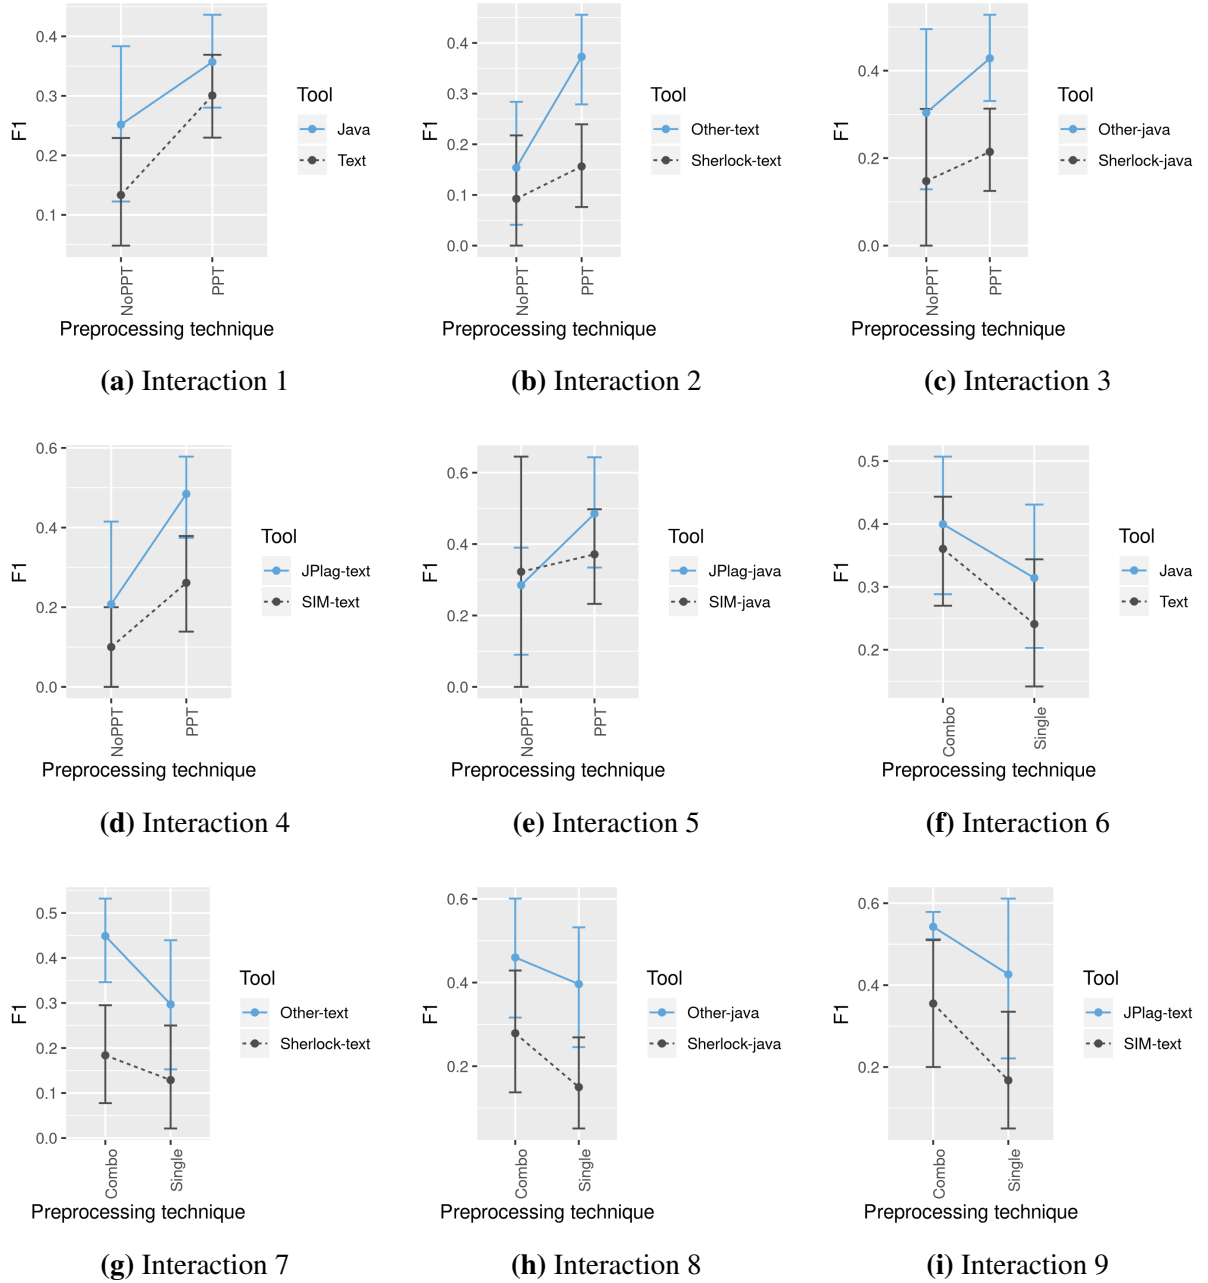 0.4
0.3
0.2
0.1
F1
NoPPT
PPT
Preprocessing technique
Tool
Java
Text
(a) Interaction 1
0.4
0.3
0.2
0.1
0.0
F1
NoPPT
PPT
Preprocessing technique
Tool
Other-text
Sherlock-text
(b) Interaction 2
0.4
0.2
0.0
F1
NoPPT
PPT
Preprocessing technique
Tool
Other-java
Sherlock-java
(c) Interaction 3
0.6
0.4
0.2
0.0
F1
NoPPT
PPT
Preprocessing technique
Tool
JPlag-text
SIM-text
(d) Interaction 4
0.6
0.4
0.2
0.0
F1
NoPPT
PPT
Preprocessing technique
Tool
JPlag-java
SIM-java
(e) Interaction 5
0.5
0.4
0.3
0.2
F1
Combo
Single
Preprocessing technique
Tool
Java
Text
(f) Interaction 6
0.5
0.4
0.3
0.2
0.1
0.0
F1
Combo
Single
Preprocessing technique
Tool
Other-text
Sherlock-text
(g) Interaction 7
0.6
0.4
0.2
F1
Combo
Single
Preprocessing technique
Tool
Other-java
Sherlock-java
(h) Interaction 8
0.6
0.4
0.2
F1
Combo
Single
Preprocessing technique
Tool
JPlag-text
SIM-text
(i) Interaction 9